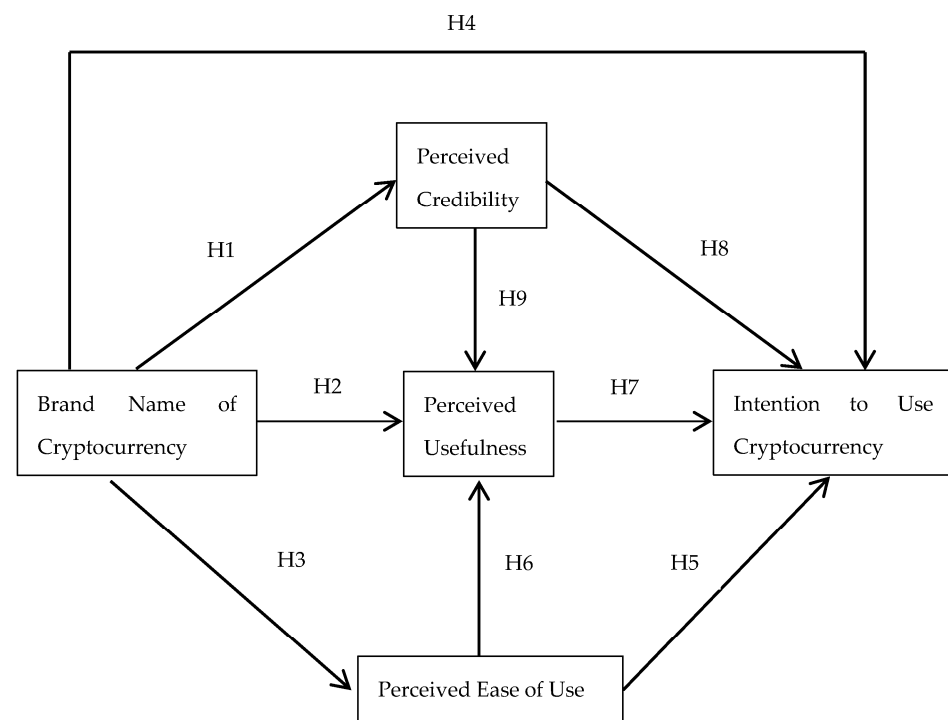 H4
Perceived
Credibility
H1
H8
H9
Brand Name of
Cryptocurrency
H2
Perceived
Usefulness
H7
Intention to Use
Cryptocurrency
H3
H6
H5
Perceived Ease of Use